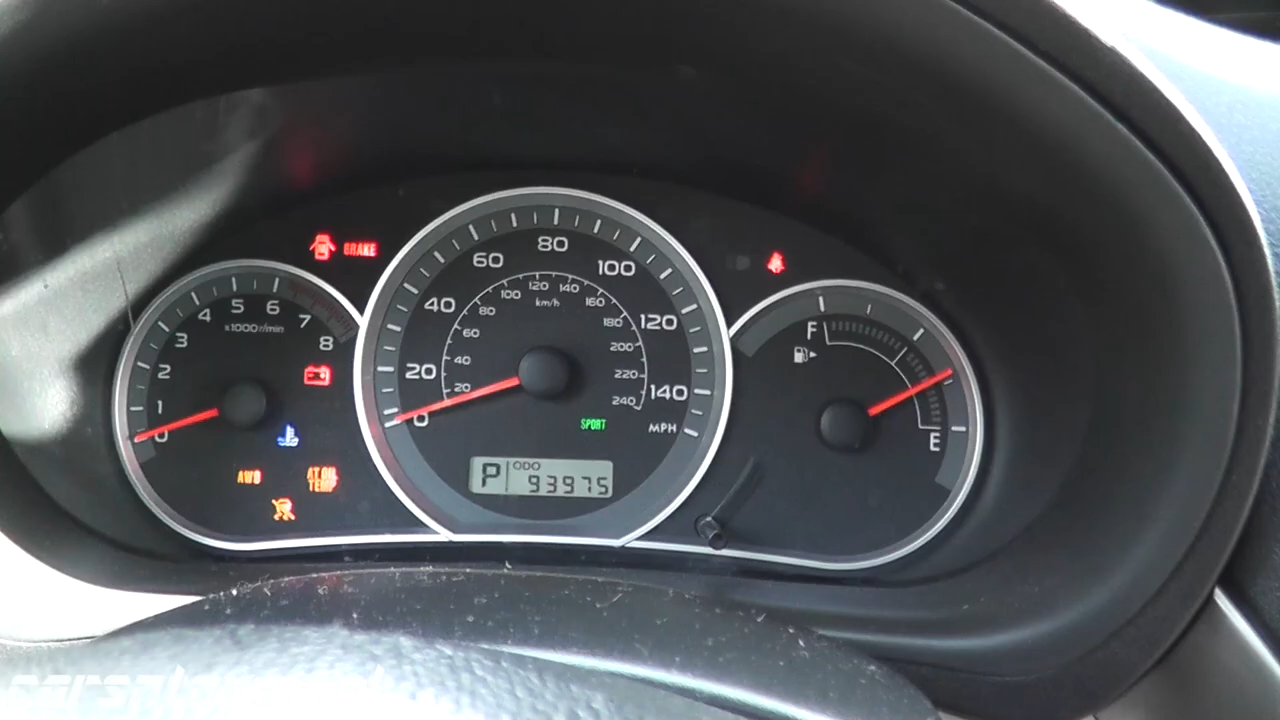 BRAKE
5 6
4 7
x1000r/min
3 8
2
1
0
AWD
AT OIL
TEMP
80
60 100
40 120
20 140
0 MPH
120 140
100 160
km/h
80 180
60 200
40 220
20 240
SPORT
P ODO
93975
F
E